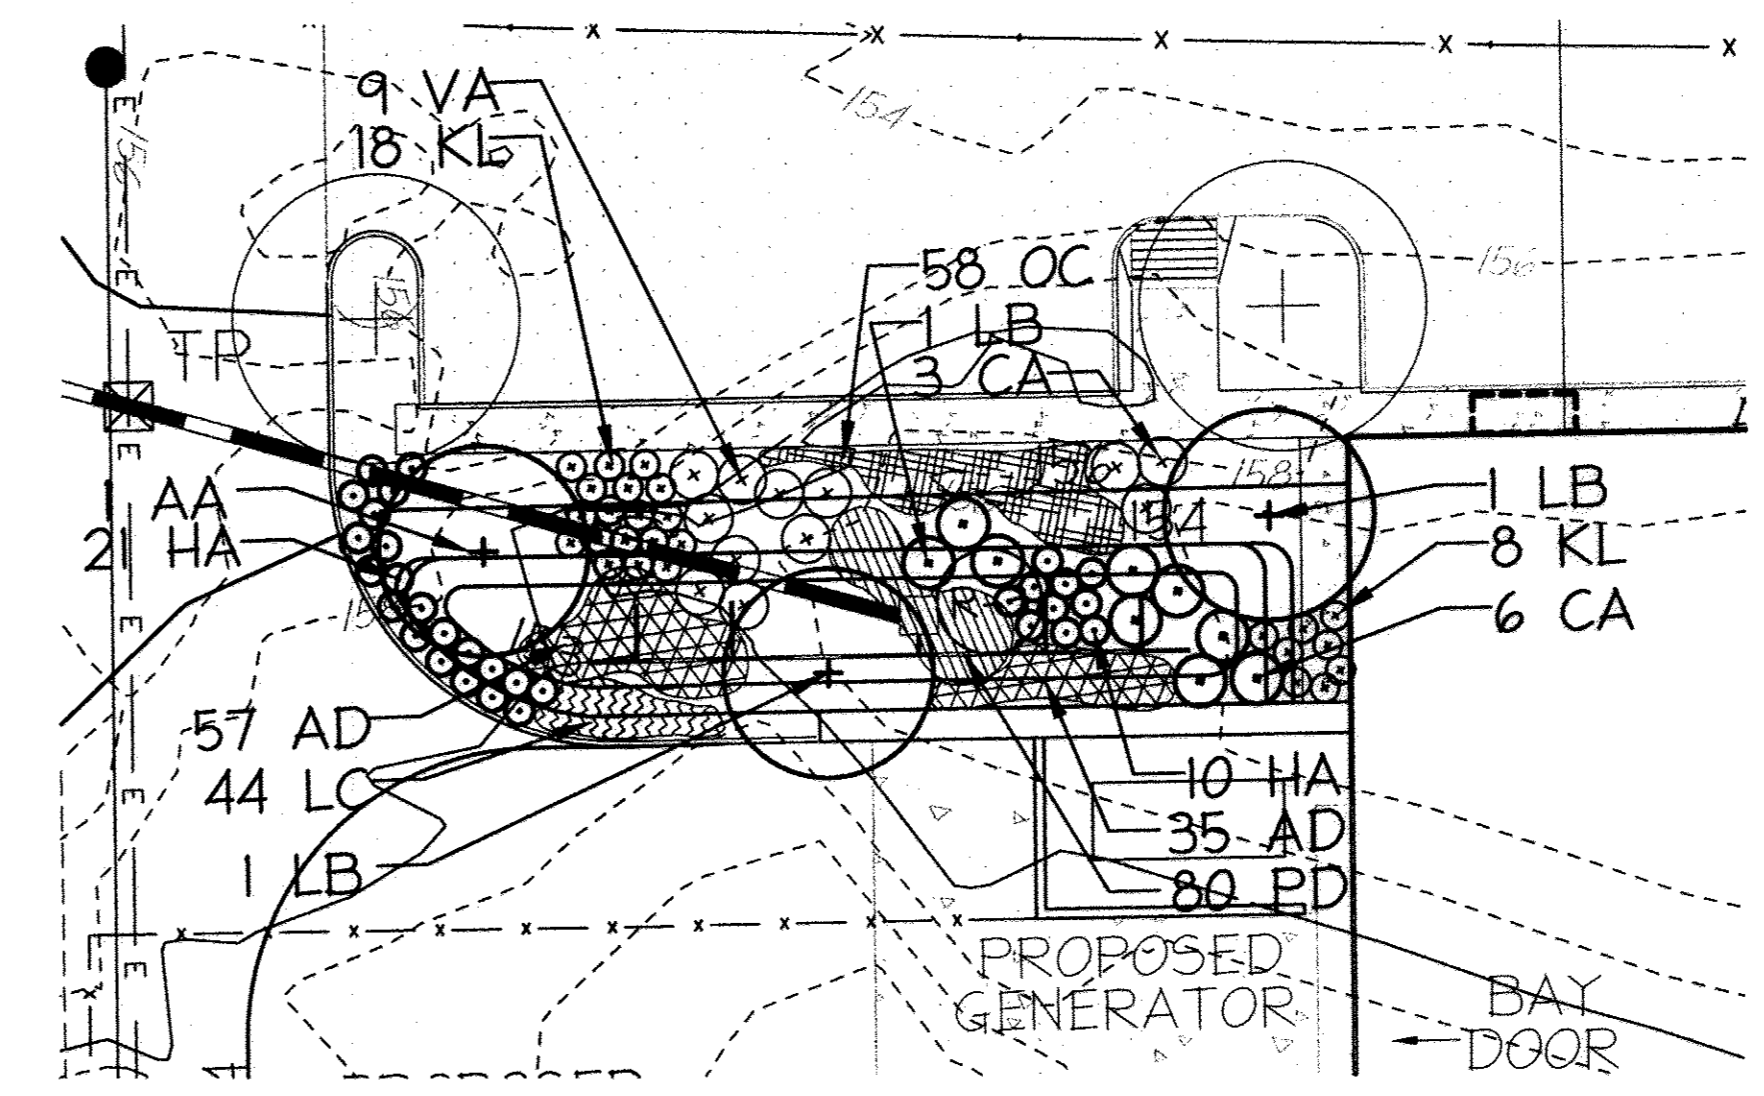 9 VA
18 KL
154
156
156
58 OC
1 LB
3 CA
156
TP
E
E
E
E
E
E
158
1 AA
21 HA
154
1 LB
8 KL
6 CA
57 AD
44 LC
1 LB
10 HA
35 AD
80 PD
PROPOSED
GENERATOR
BAY
DOOR